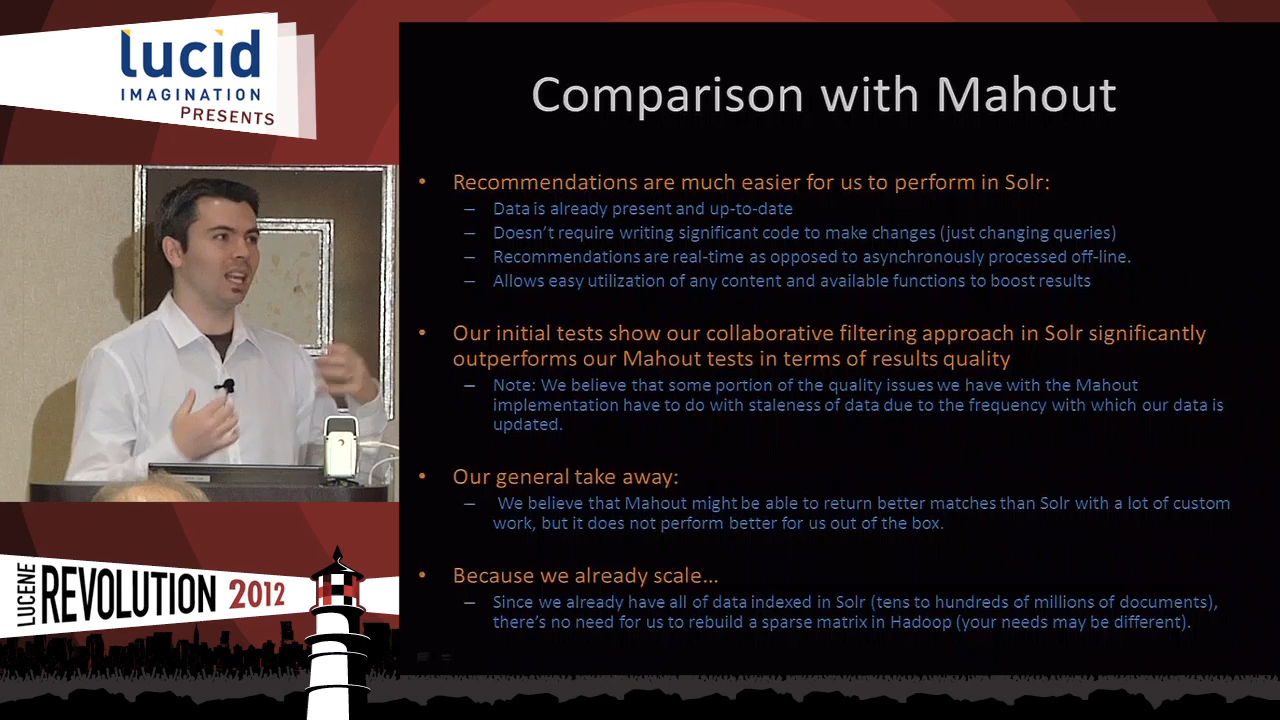 lucid
IMAGINATION
PRESENTS
Comparison with Mahout
• Recommendations are much easier for us to perform in Solr:
– Data is already present and up-to-date
– Doesn't require writing significant code to make changes (just changing queries)
– Recommendations are real-time as opposed to asynchronously processed off-line.
– Allows easy utilization of any content and available functions to boost results
• Our initial tests show our collaborative filtering approach in Solr significantly
outperforms our Mahout tests in terms of results quality
– Note: We believe that some portion of the quality issues we have with the Mahout
implementation have to do with staleness of data due to the frequency with which our data is
updated.
• Our general take away:
– We believe that Mahout might be able to return better matches than Solr with a lot of custom
work, but it does not perform better for us out of the box.
• Because we already scale…
– Since we already have all of data indexed in Solr (tens to hundreds of millions of documents),
there's no need for us to rebuild a sparse matrix in Hadoop (your needs may be different).
LUCENE
REVOLUTION 2012